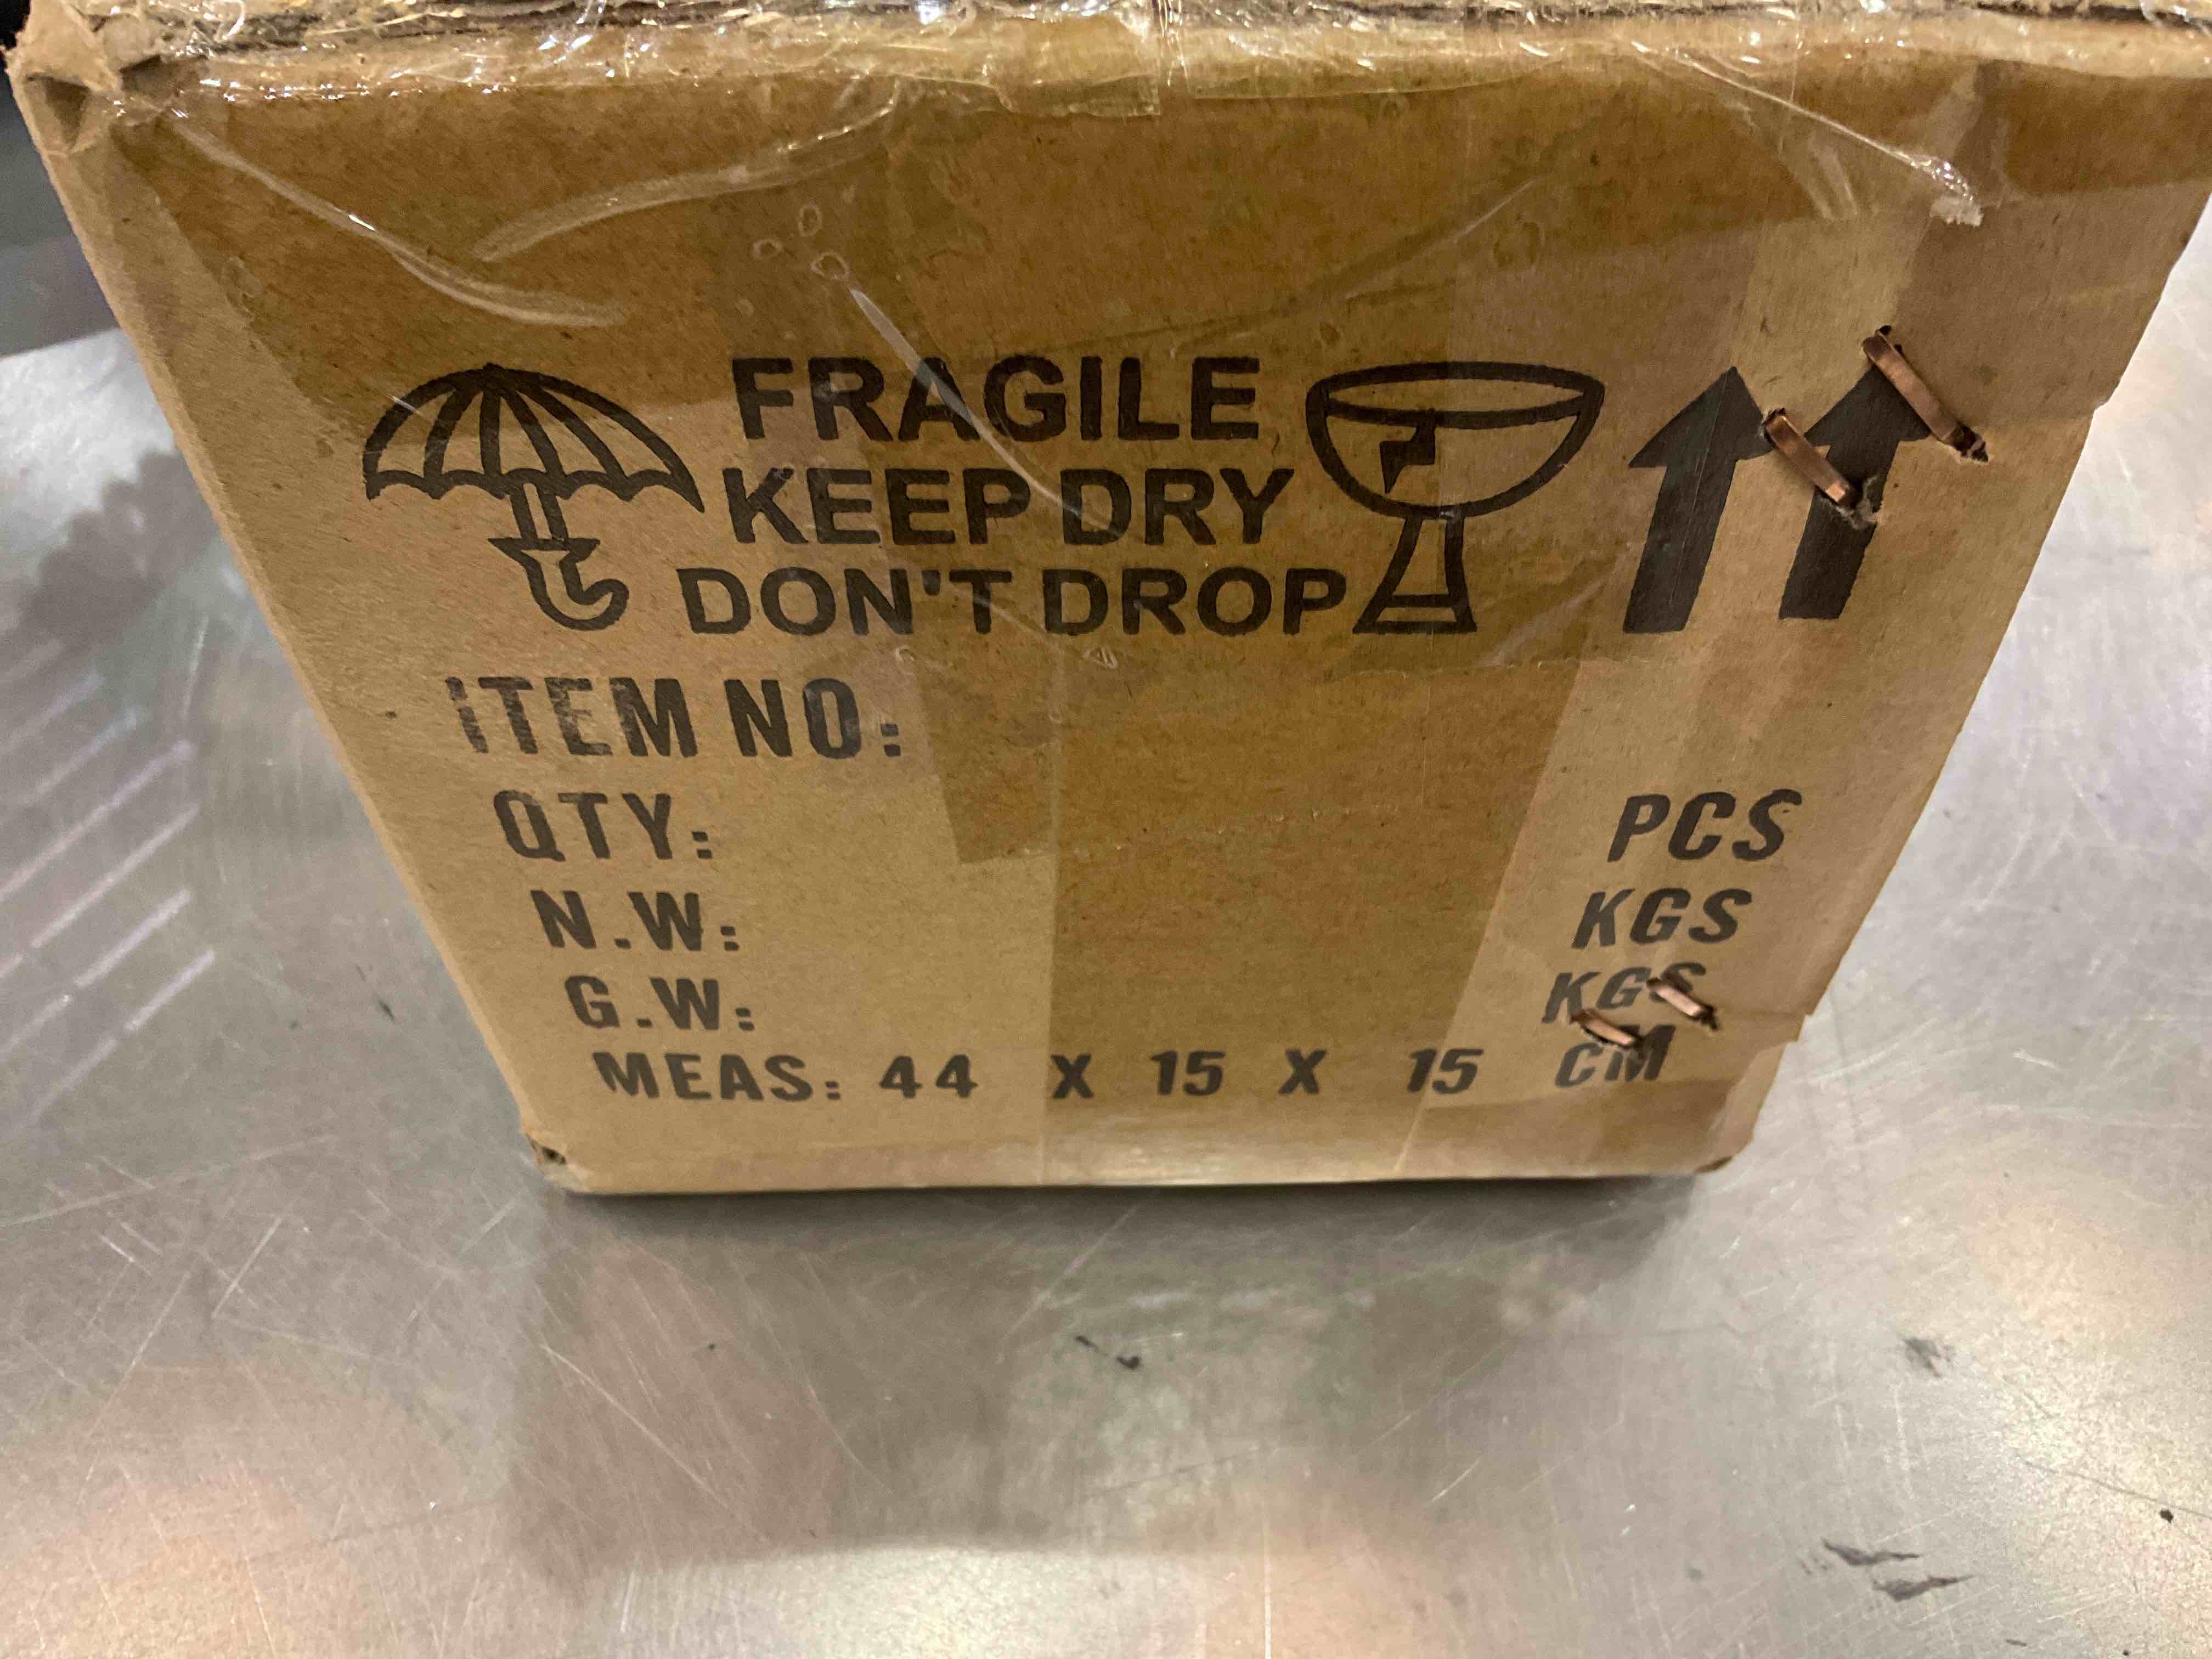 FRAGILE
KEEP DRY
DON'T DROP
ITEM NO:
QTY: PCS
N.W: KGS
G.W: KGS
MEAS: 44 X 15 X 15 CM